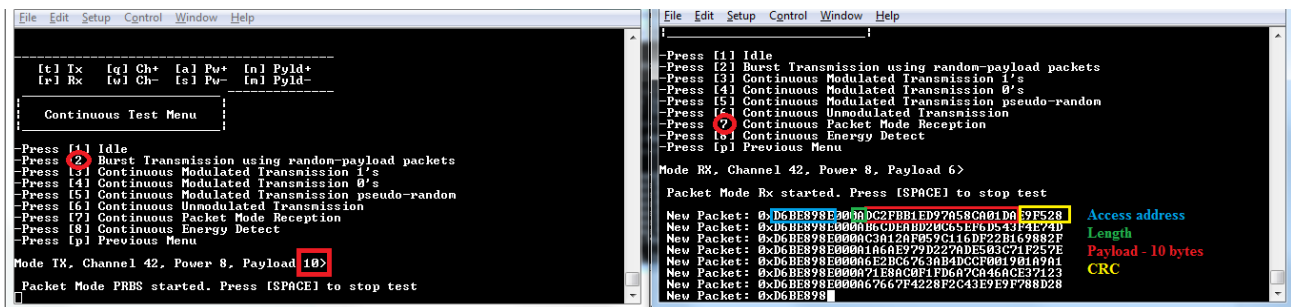 File Edit Setup Control Window Help
[t] Tx [q] Ch+ [a] Pw+ [n] Pyld+
[r] Rx [w] Ch- [s] Pw- [m] Pyld-
Continuous Test Menu
-Press [1] Idle
-Press [2] Burst Transmission using random-payload packets
-Press [3] Continuous Modulated Transmission 1's
-Press [4] Continuous Modulated Transmission 0's
-Press [5] Continuous Modulated Transmission pseudo-random
-Press [6] Continuous Unmodulated Transmission
-Press [7] Continuous Packet Mode Reception
-Press [8] Continuous Energy Detect
-Press [p] Previous Menu
Mode TX, Channel 42, Power 8, Payload 10>
Packet Mode PRBS started. Press [SPACE] to stop test
File Edit Setup Control Window Help
-Press [1] Idle
-Press [2] Burst Transmission using random-payload packets
-Press [3] Continuous Modulated Transmission 1's
-Press [4] Continuous Modulated Transmission 0's
-Press [5] Continuous Modulated Transmission pseudo-random
-Press [6] Continuous Unmodulated Transmission
-Press [7] Continuous Packet Mode Reception
-Press [8] Continuous Energy Detect
-Press [p] Previous Menu
Mode RX, Channel 42, Power 8, Payload 6>
Packet Mode Rx started. Press [SPACE] to stop test
New Packet: 0xD6BE898E000ADC2FBB1ED97A58CA01DAE9F528 Access address
New Packet: 0xD6BE898E000AB6CDEABD20C65EF6D543F4E74D Length
New Packet: 0xD6BE898E000AC3A12AF059C116DF22B169882F
New Packet: 0xD6BE898E000A1A6AE979D227ADE503C71F257E Payload - 10 bytes
New Packet: 0xD6BE898E000A6E2BC6763AB4DCCF001901A9A1 CRC
New Packet: 0xD6BE898E000A71E8AC0F1FD6A7CA46ACE37123
New Packet: 0xD6BE898E000A67667F4228F2C43E9E9F788D28
New Packet: 0xD6BE898